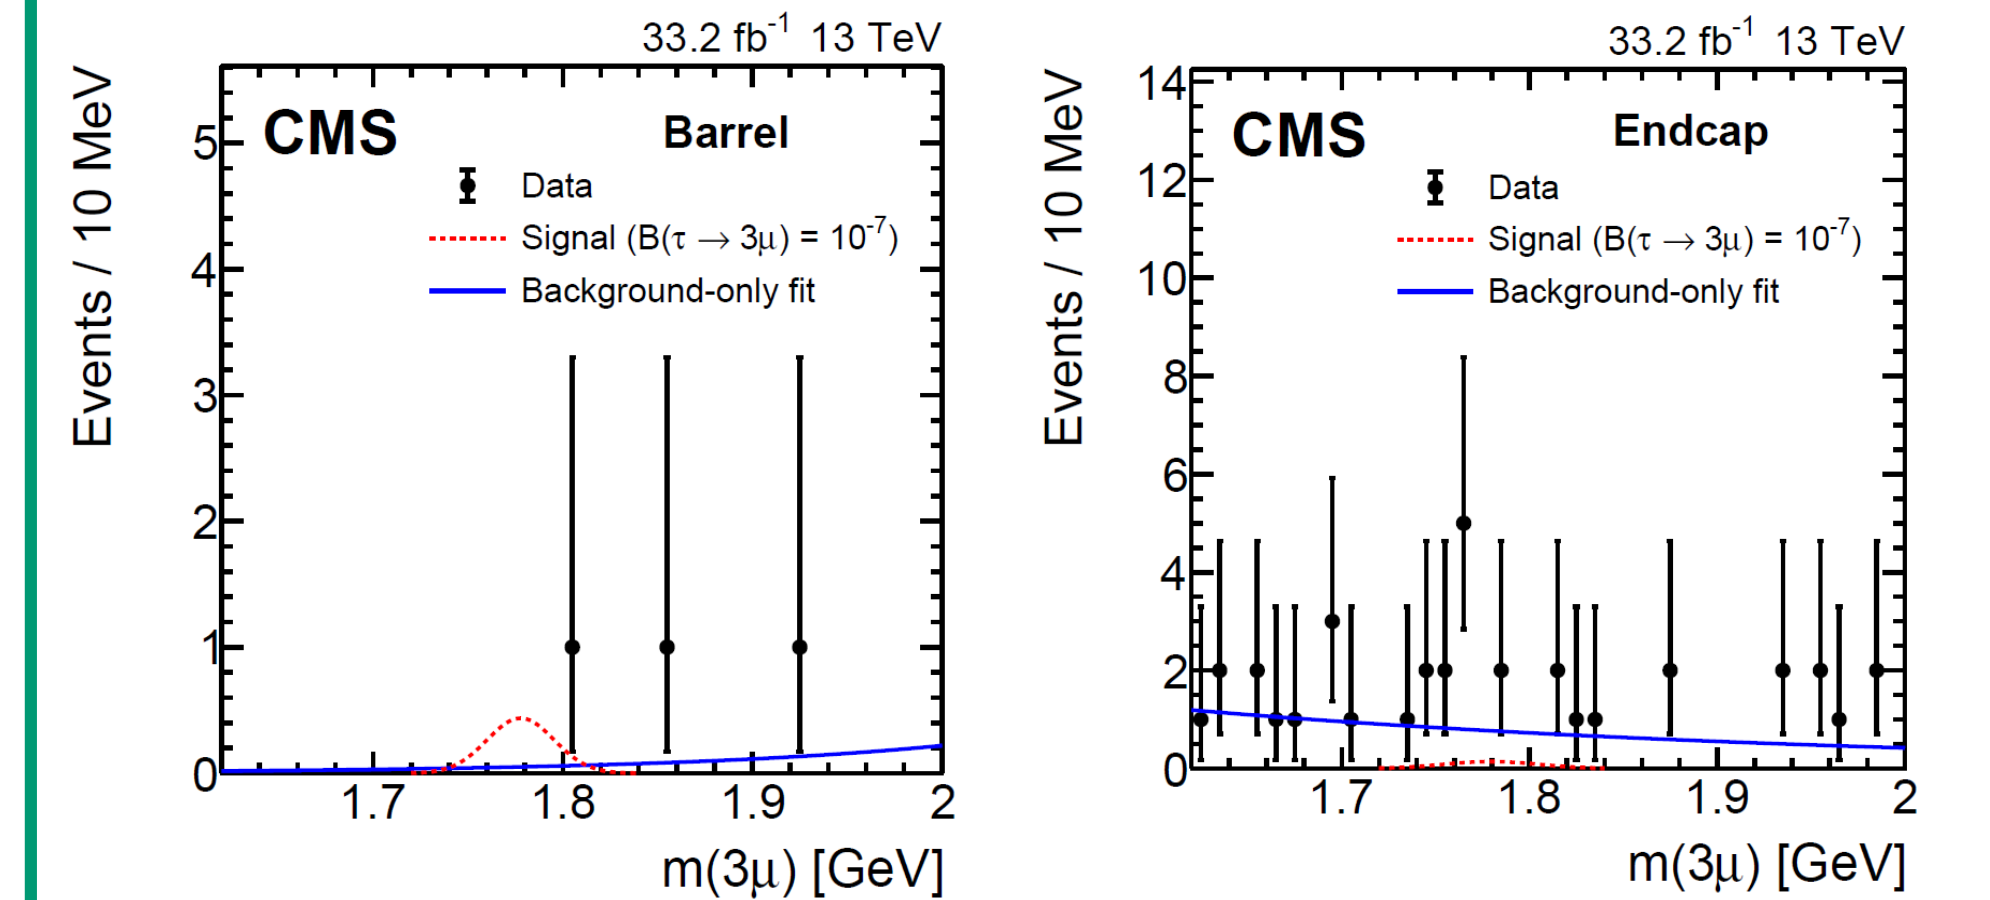 33.2 fb⁻¹ 13 TeV
Events / 10 MeV
CMS
Barrel
Data
Signal (B(τ → 3μ) = 10⁻⁷)
Background-only fit
5
4
3
2
1
0
1.7
1.8
1.9
2
m(3μ) [GeV]
33.2 fb⁻¹ 13 TeV
Events / 10 MeV
CMS
Endcap
Data
Signal (B(τ → 3μ) = 10⁻⁷)
Background-only fit
14
12
10
8
6
4
2
0
1.7
1.8
1.9
2
m(3μ) [GeV]